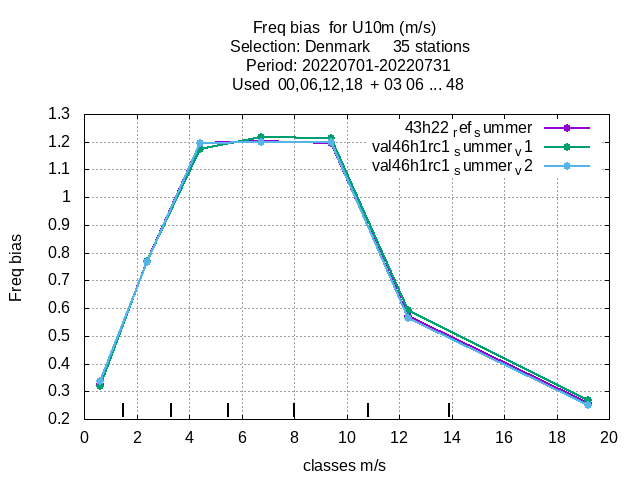 Freq bias  for U10m (m/s)
Selection: Denmark     35 stations
Period: 20220701-20220731
Used  00,06,12,18  + 03 06 ... 48
43h22 ref summer
val46h1rc1 summer v1
val46h1rc1 summer v2
1.3
1.2
1.1
1
0.9
0.8
0.7
0.6
0.5
0.4
0.3
0.2
Freq bias
0 2 4 6 8 10 12 14 16 18 20
classes m/s